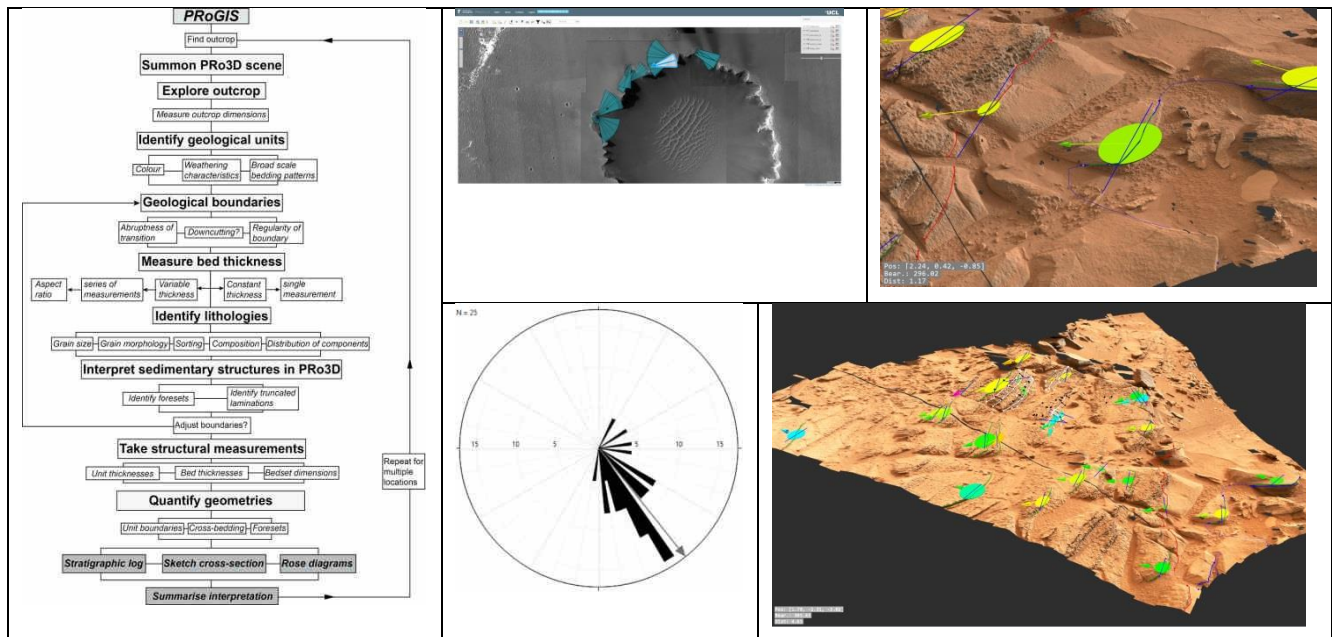 PRoGIS
Find outcrop
Summon PRo3D scene
Explore outcrop
Measure outcrop dimensions
Identify geological units
Colour
Weathering
characteristics
Broad scale
bedding patterns
Geological boundaries
Abruptness of
transition
Downcutting?
Regularity of
boundary
Measure bed thickness
Aspect
ratio
series of
measurements
Variable
thickness
Constant
thickness
single
measurement
Identify lithologies
Grain size
Grain morphology
Sorting
Composition
Distribution of components
Interpret sedimentary structures in PRo3D
Identify foresets
Identify truncated
laminations
Adjust boundaries?
Take structural measurements
Unit thicknesses
Bed thicknesses
Bedset dimensions
Quantify geometries
Unit boundaries
Cross-bedding
Foresets
Stratigraphic log
Sketch cross-section
Rose diagrams
Summarise interpretation
Repeat for
multiple
locations
UCL
Pos: [2.24, 0.42, -0.95]
Bear.: 296.02
Dist: 1.17
N = 25
15 10 5 5 10 15